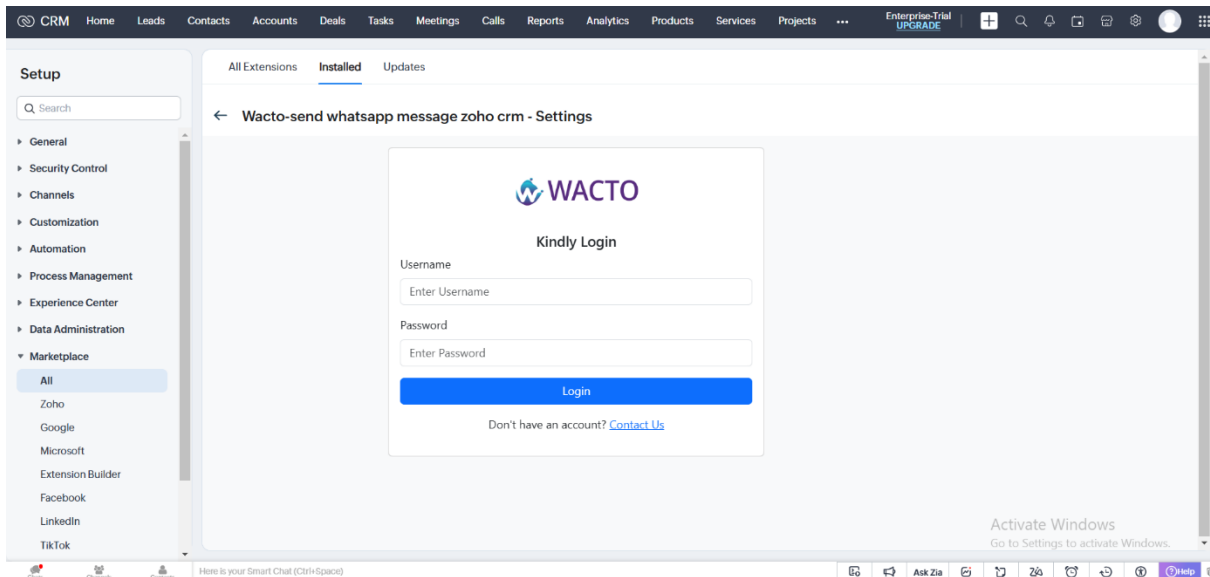 CRM Home Leads Contacts Accounts Deals Tasks Meetings Calls Reports Analytics Products Services Projects ••• Enterprise-Trial
UPGRADE
Setup
Search
General
Security Control
Channels
Customization
Automation
Process Management
Experience Center
Data Administration
Marketplace
All
Zoho
Google
Microsoft
Extension Builder
Facebook
LinkedIn
TikTok
All Extensions Installed Updates
Wacto-send whatsapp message zoho crm - Settings
WACTO
Kindly Login
Username
Enter Username
Password
Enter Password
Login
Don't have an account? Contact Us
Activate Windows
Go to Settings to activate Windows.
Here is your Smart Chat (Ctrl+Space)
Ask Zia
Help